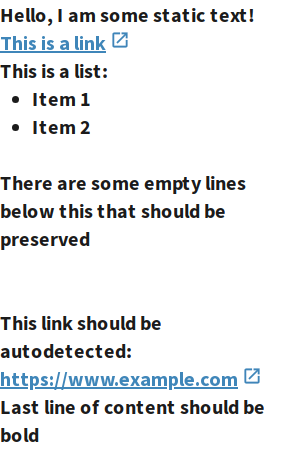 Hello, I am some static text!
This is a link
This is a list:
• Item 1
• Item 2

There are some empty lines
below this that should be
preserved


This link should be
autodetected:
https://www.example.com
Last line of content should be
bold